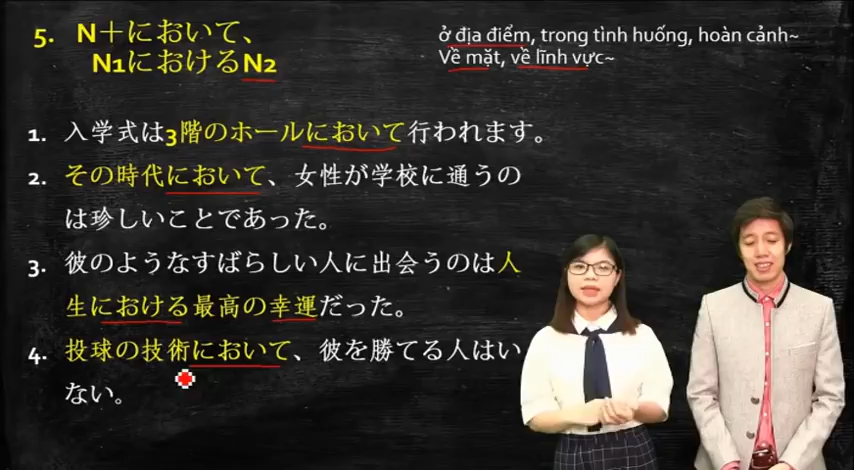 5. N+において、
N1におけるN2
ở địa điểm, trong tình huống, hoàn cảnh~
Về mặt, về lĩnh vực~
1. 入学式は3階のホールにおいて行われます。
2. その時代において、女性が学校に通うの
は珍しいことであった。
3. 彼のようなすばらしい人に出会うのは人
生における最高の幸運だった。
4. 投球の技術において、彼を勝てる人はい
ない。